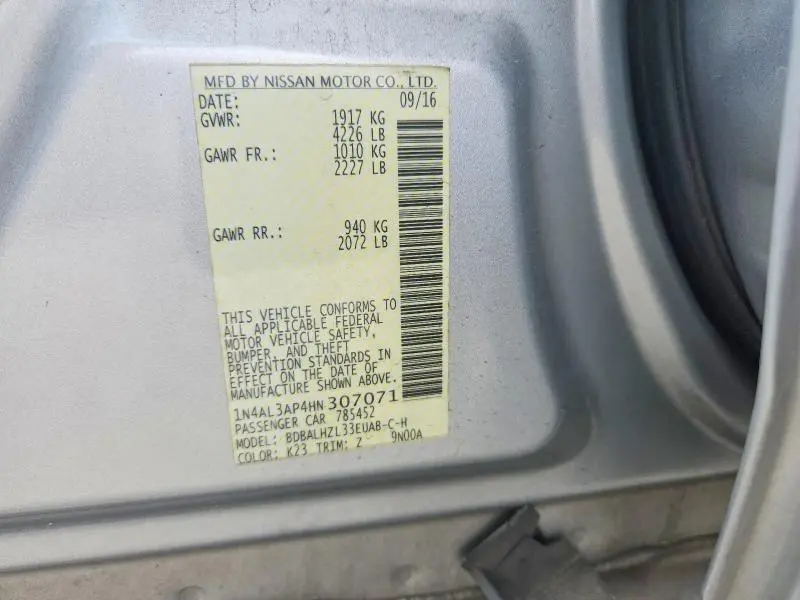 MFD BY NISSAN MOTOR CO., LTD.
DATE: 09/16
GVWR: 1917 KG
4226 LB
GAWR FR.: 1010 KG
2227 LB
GAWR RR.: 940 KG
2072 LB
THIS VEHICLE CONFORMS TO
ALL APPLICABLE FEDERAL
MOTOR VEHICLE SAFETY,
BUMPER, AND THEFT
PREVENTION STANDARDS IN
EFFECT ON THE DATE OF
MANUFACTURE SHOWN ABOVE.
1N4AL3AP4HN307071
PASSENGER CAR 785452
MODEL: BDBALHZL33EUAB-C-H
COLOR: K23 TRIM: Z 9N00A